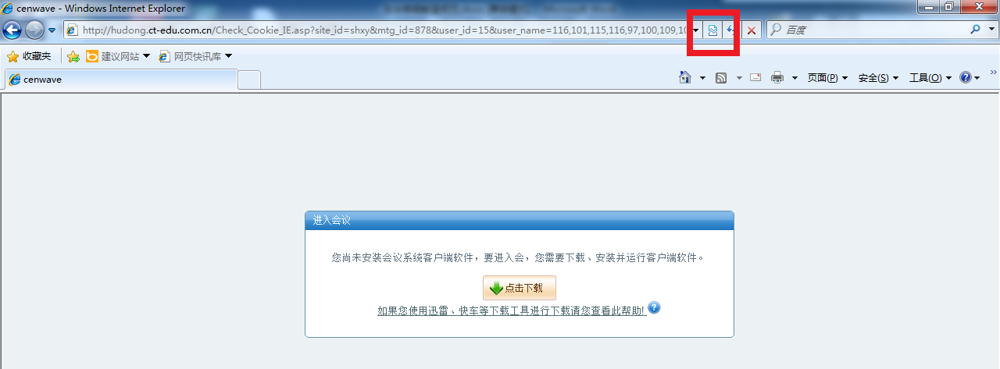 cenwave - Windows Internet Explorer
http://hudong.ct-edu.com.cn/Check_Cookie_IE.asp?site_id=shxy&mtg_id=878&user_id=15&user_name=116,101,115,116,97,100,109,10
百度
收藏夹
建议网站
网页快讯库
cenwave
页面(P)
安全(S)
工具(O)
进入会议
您尚未安装会议系统客户端软件，要进入会，您需要下载、安装并运行客户端软件。
点击下载
如果您使用迅雷、快车等下载工具进行下载请您查看此帮助!